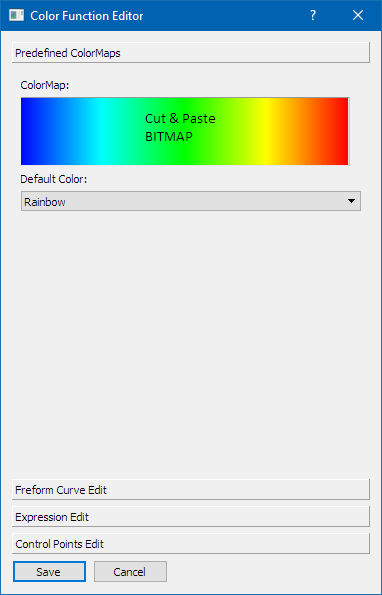 Color Function Editor
Predefined ColorMaps
ColorMap:
Cut & Paste
BITMAP
Default Color:
Rainbow
Freform Curve Edit
Expression Edit
Control Points Edit
Save Cancel